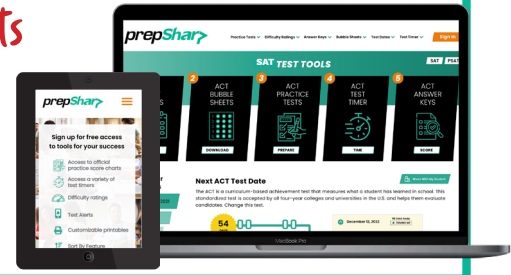 ts
prepSharp
Practice Tests
Difficulty Ratings
Answer Keys
Bubble Sheets
Test Dates
Test Timer
Sign In
SAT TEST TOOLS
SAT
PSAT
S
2
ACT
BUBBLE
SHEETS
DOWNLOAD
3
ACT
PRACTICE
TESTS
PREPARE
4
ACT
TEST
TIMER
TIME
5
ACT
ANSWER
KEYS
SCORE
Next ACT Test Date
The ACT is a curriculum-based achievement test that measures what a student has learned in school. This
standardized test is accepted by all four-year colleges and universities in the U.S. and helps them evaluate
candidates. Change this text.
54
December 10, 2022
MacBook Pro
prepSharp
Sign up for free access
to tools for your success
Access to official
practice score charts
Access a variety of
test timers
Difficulty ratings
Test Alerts
Customizable printables
Sort By Feature